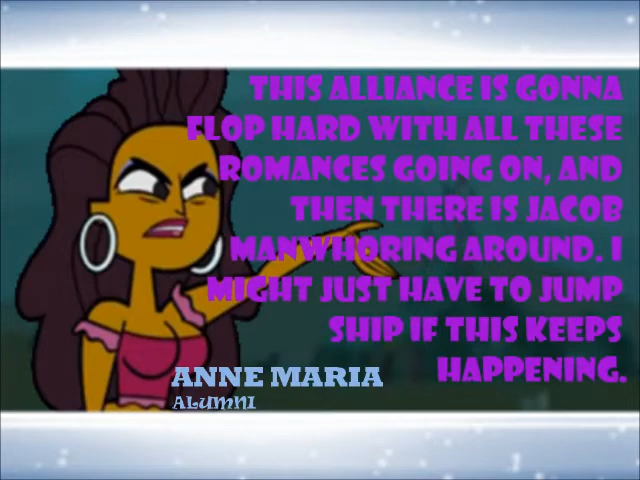 THIS ALLIANCE IS GONNA
FLOP HARD WITH ALL THESE
ROMANCES GOING ON, AND
THEN THERE IS JACOB
MANWHORING AROUND. I
MIGHT JUST HAVE TO JUMP
SHIP IF THIS KEEPS
HAPPENING.
ANNE MARIA
ALUMNI